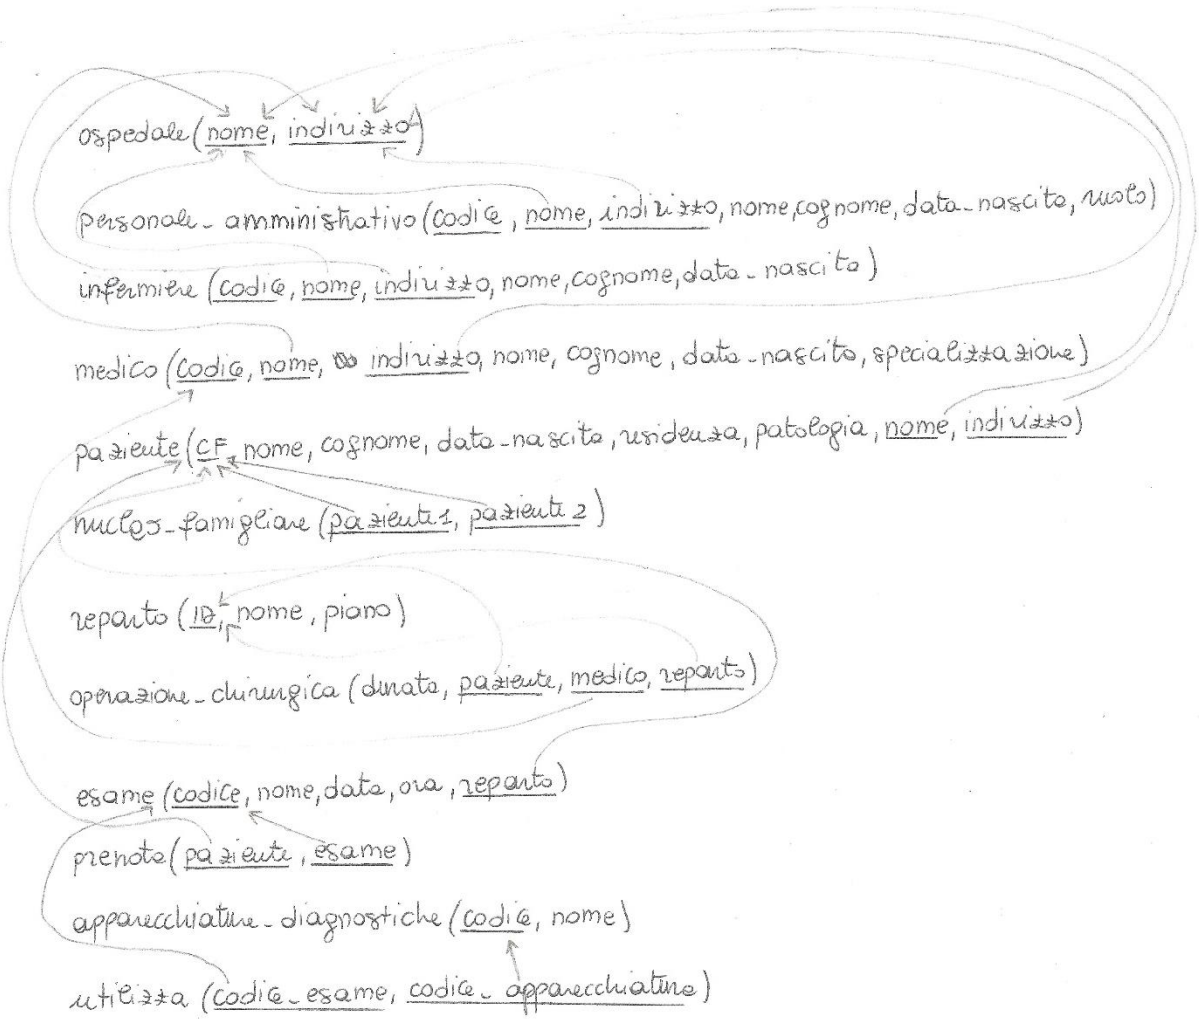 ospedale (nome, indirizzo)
personale_amministrativo (codice, nome, indirizzo, nome, cognome, data_nascita, ruolo)
infermiere (codice, nome, indirizzo, nome, cognome, data_nascita)
medico (codice, nome, indirizzo, nome, cognome, data_nascita, specializzazione)
paziente (CF, nome, cognome, data_nascita, residenza, patologia, nome, indirizzo)
nucleo_famigliare (paziente1, paziente2)
reparto (ID, nome, piano)
operazione_chirurgica (durata, paziente, medico, reparto)
esame (codice, nome, data, ora, reparto)
prenota (paziente, esame)
apparecchiature_diagnostiche (codice, nome)
utilizza (codice_esame, codice_apparecchiatura)